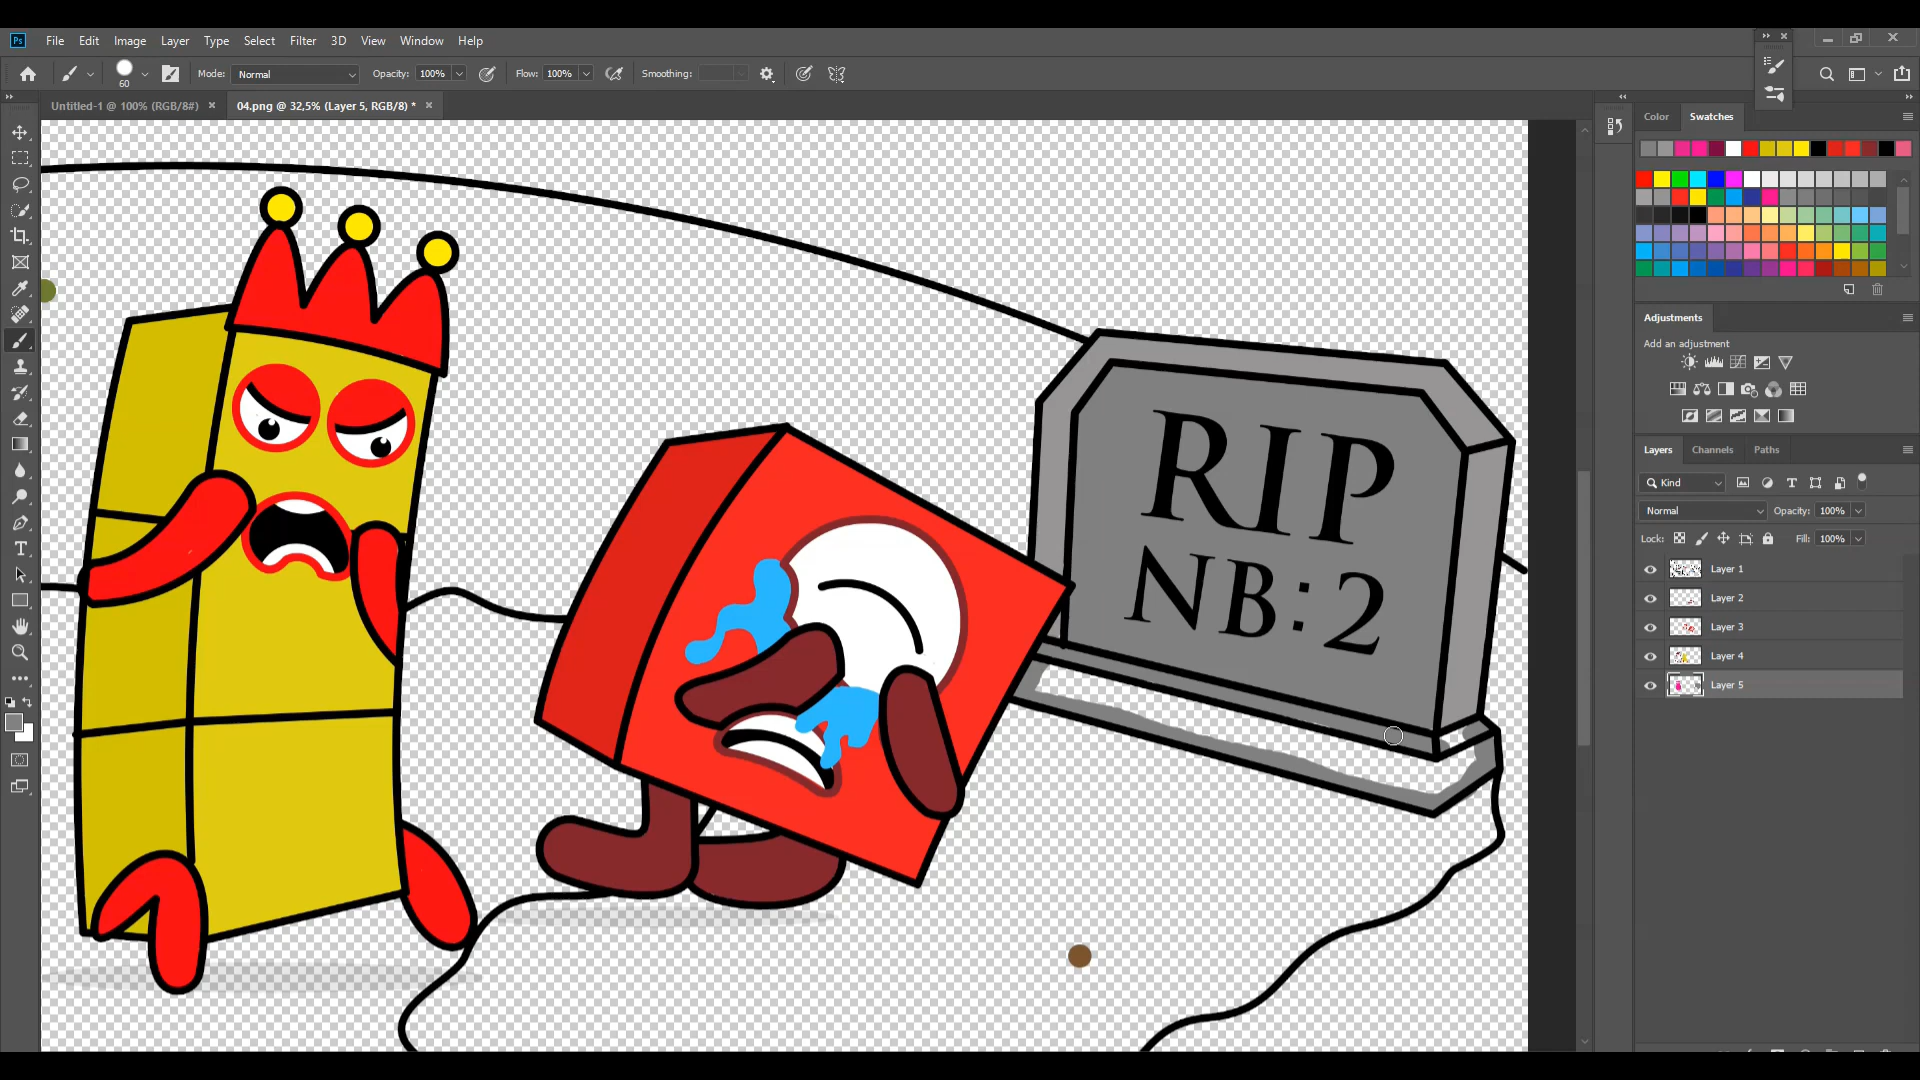 Ps File Edit Image Layer Type Select Filter 3D View Window Help
60 Mode: Normal Opacity: 100% Flow: 100% Smoothing:
Untitled-1 @ 100% (RGB/8#) × 04.png @ 32,5% (Layer 5, RGB/8) * ×
Color Swatches
Adjustments
Add an adjustment
Layers Channels Paths
Kind
Normal Opacity: 100%
Lock: Fill: 100%
Layer 1
Layer 2
Layer 3
Layer 4
Layer 5
RIP
NB:2